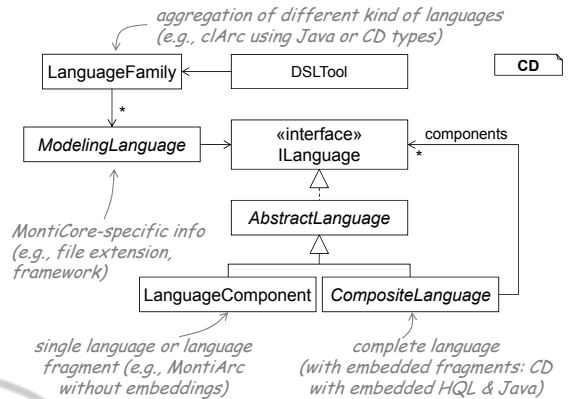 aggregation of different kind of languages
(e.g., clArc using Java or CD types)
LanguageFamily
DSLTool
CD
*
ModelingLanguage
«interface»
ILanguage
components
*
AbstractLanguage
MontiCore-specific info
(e.g., file extension,
framework)
LanguageComponent
CompositeLanguage
single language or language
fragment (e.g., MontiArc
without embeddings)
complete language
(with embedded fragments: CD
with embedded HQL & Java)